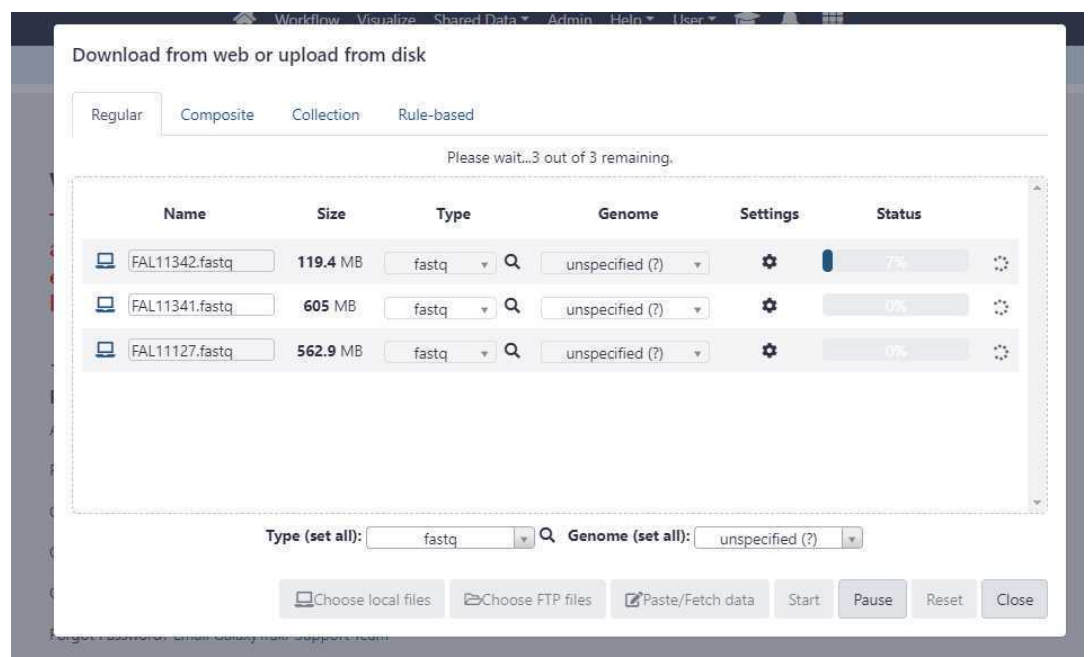 Workflow Visualize Shared Data Admin Help User
Download from web or upload from disk
Regular Composite Collection Rule-based
Please wait...3 out of 3 remaining.
Name Size Type Genome Settings Status
FAL11342.fastq 119.4 MB fastq unspecified (?) 7%
FAL11341.fastq 605 MB fastq unspecified (?) 0%
FAL11127.fastq 562.9 MB fastq unspecified (?) 0%
Type (set all): fastq Genome (set all): unspecified (?)
Choose local files Choose FTP files Paste/Fetch data Start Pause Reset Close